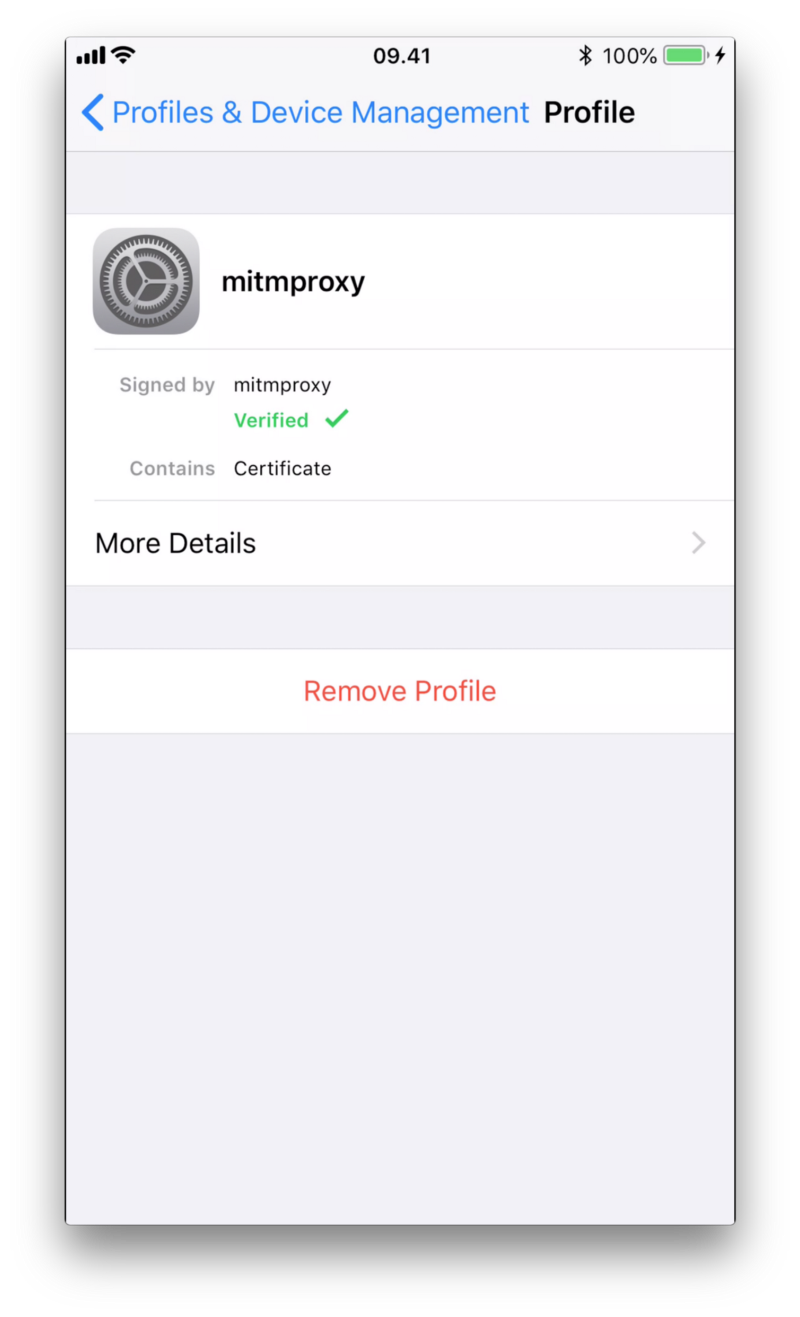 09.41 100%
Profiles & Device Management Profile
mitmproxy
Signed by mitmproxy
Verified
Contains Certificate
More Details
Remove Profile